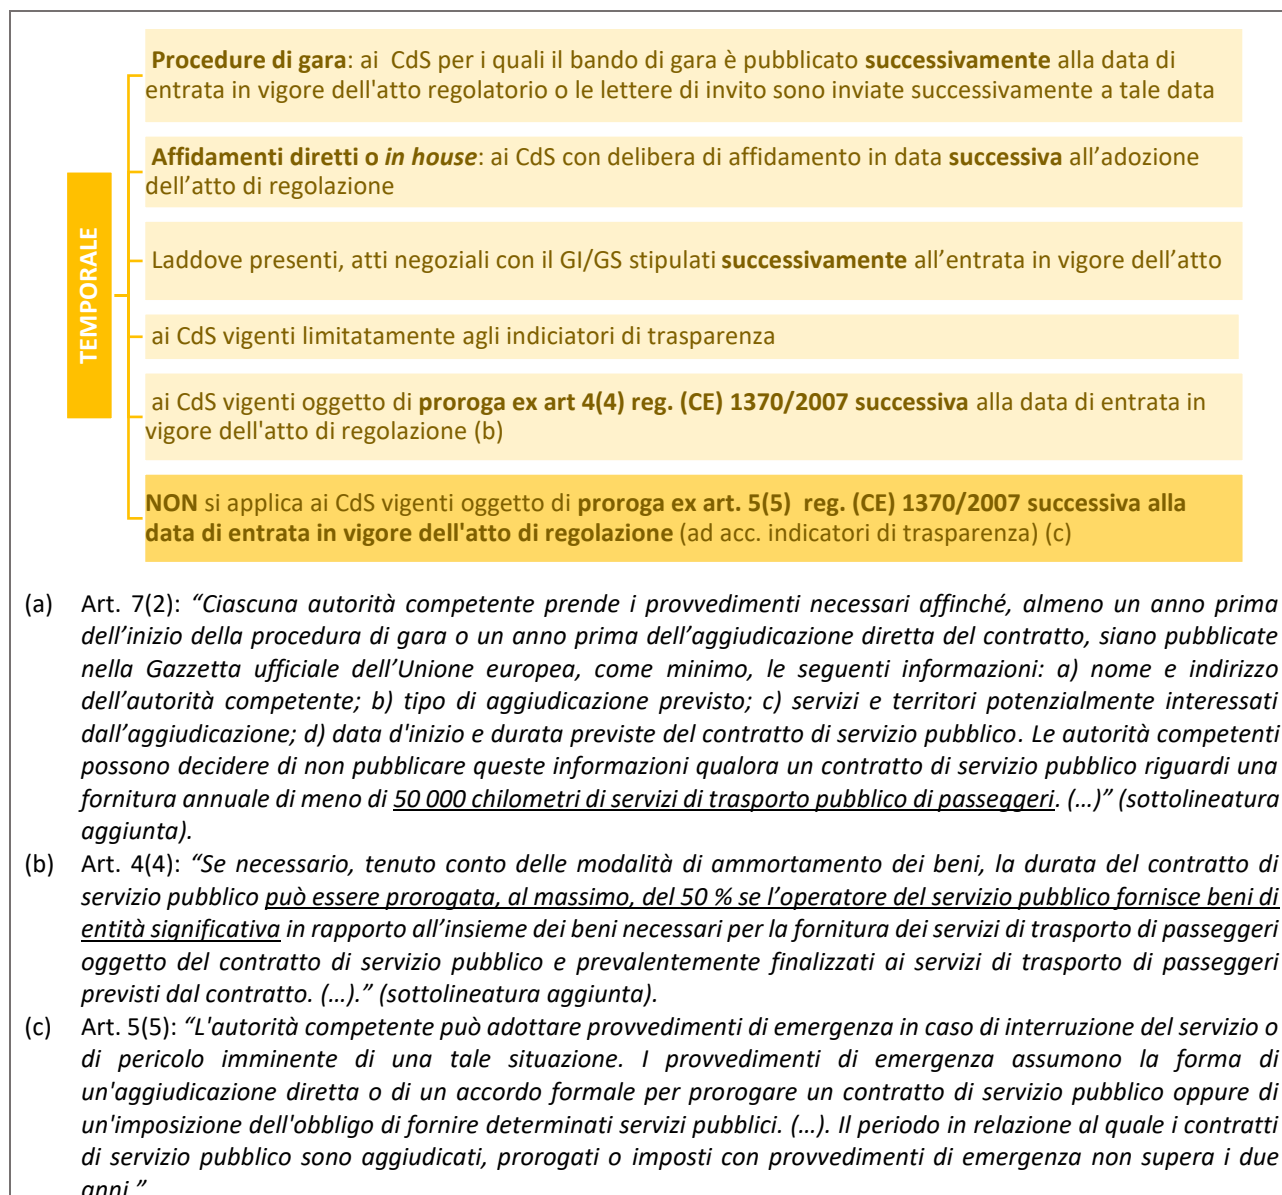 Procedure di gara: ai  CdS per i quali il bando di gara è pubblicato successivamente alla data di
entrata in vigore dell'atto regolatorio o le lettere di invito sono inviate successivamente a tale data
Affidamenti diretti o in house: ai CdS con delibera di affidamento in data successiva all’adozione
dell’atto di regolazione
TEMPORALE
Laddove presenti, atti negoziali con il GI/GS stipulati successivamente all’entrata in vigore dell’atto
ai CdS vigenti limitatamente agli indiciatori di trasparenza
ai CdS vigenti oggetto di proroga ex art 4(4) reg. (CE) 1370/2007 successiva alla data di entrata in
vigore dell'atto di regolazione (b)
NON si applica ai CdS vigenti oggetto di proroga ex art. 5(5)  reg. (CE) 1370/2007 successiva alla
data di entrata in vigore dell'atto di regolazione (ad acc. indicatori di trasparenza) (c)
(a) Art. 7(2): “Ciascuna autorità competente prende i provvedimenti necessari affinché, almeno un anno prima
dell’inizio della procedura di gara o un anno prima dell’aggiudicazione diretta del contratto, siano pubblicate
nella Gazzetta ufficiale dell’Unione europea, come minimo, le seguenti informazioni: a) nome e indirizzo
dell’autorità competente; b) tipo di aggiudicazione previsto; c) servizi e territori potenzialmente interessati
dall’aggiudicazione; d) data d'inizio e durata previste del contratto di servizio pubblico. Le autorità competenti
possono decidere di non pubblicare queste informazioni qualora un contratto di servizio pubblico riguardi una
fornitura annuale di meno di 50 000 chilometri di servizi di trasporto pubblico di passeggeri. (…)” (sottolineatura
aggiunta).
(b) Art. 4(4): “Se necessario, tenuto conto delle modalità di ammortamento dei beni, la durata del contratto di
servizio pubblico può essere prorogata, al massimo, del 50 % se l’operatore del servizio pubblico fornisce beni di
entità significativa in rapporto all’insieme dei beni necessari per la fornitura dei servizi di trasporto di passeggeri
oggetto del contratto di servizio pubblico e prevalentemente finalizzati ai servizi di trasporto di passeggeri
previsti dal contratto. (…).” (sottolineatura aggiunta).
(c) Art. 5(5): “L'autorità competente può adottare provvedimenti di emergenza in caso di interruzione del servizio o
di pericolo imminente di una tale situazione. I provvedimenti di emergenza assumono la forma di
un'aggiudicazione diretta o di un accordo formale per prorogare un contratto di servizio pubblico oppure di
un'imposizione dell'obbligo di fornire determinati servizi pubblici. (…). Il periodo in relazione al quale i contratti
di servizio pubblico sono aggiudicati, prorogati o imposti con provvedimenti di emergenza non supera i due
anni.”